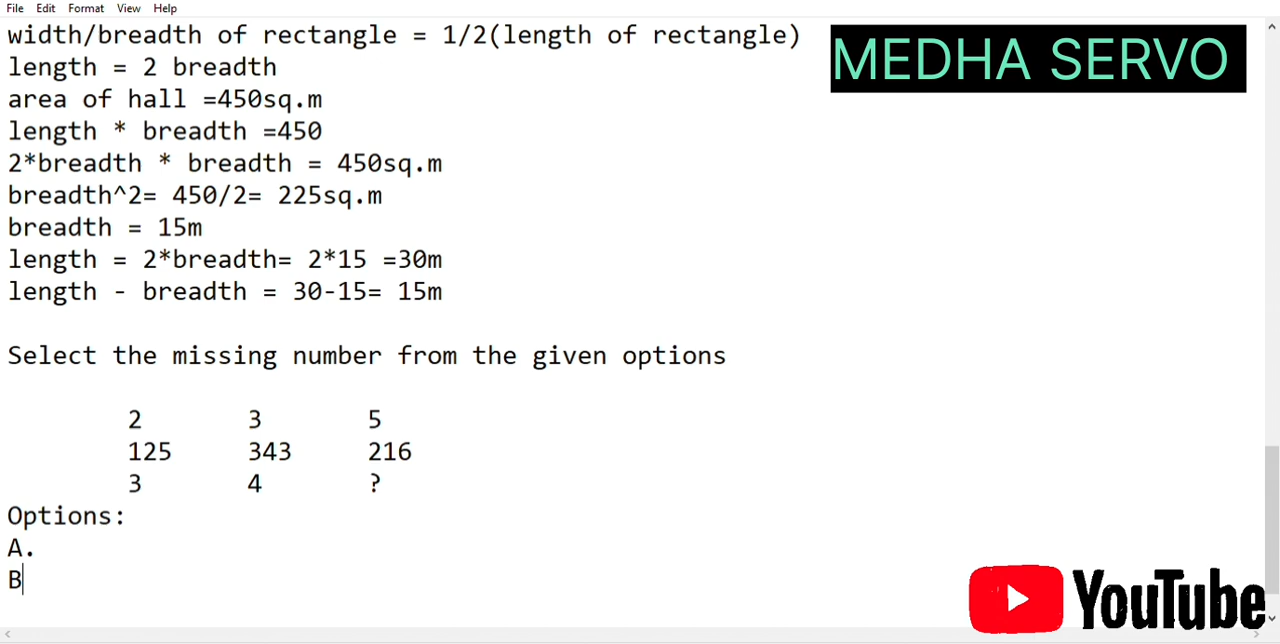 File Edit Format View Help
width/breadth of rectangle = 1/2(length of rectangle)
MEDHA SERVO
length = 2 breadth
area of hall =450sq.m
length * breadth =450
2*breadth * breadth = 450sq.m
breadth^2= 450/2= 225sq.m
breadth = 15m
length = 2*breadth= 2*15 =30m
length - breadth = 30-15= 15m
Select the missing number from the given options
2 3 5
125 343 216
3 4 ?
Options:
A.
B
YouTube